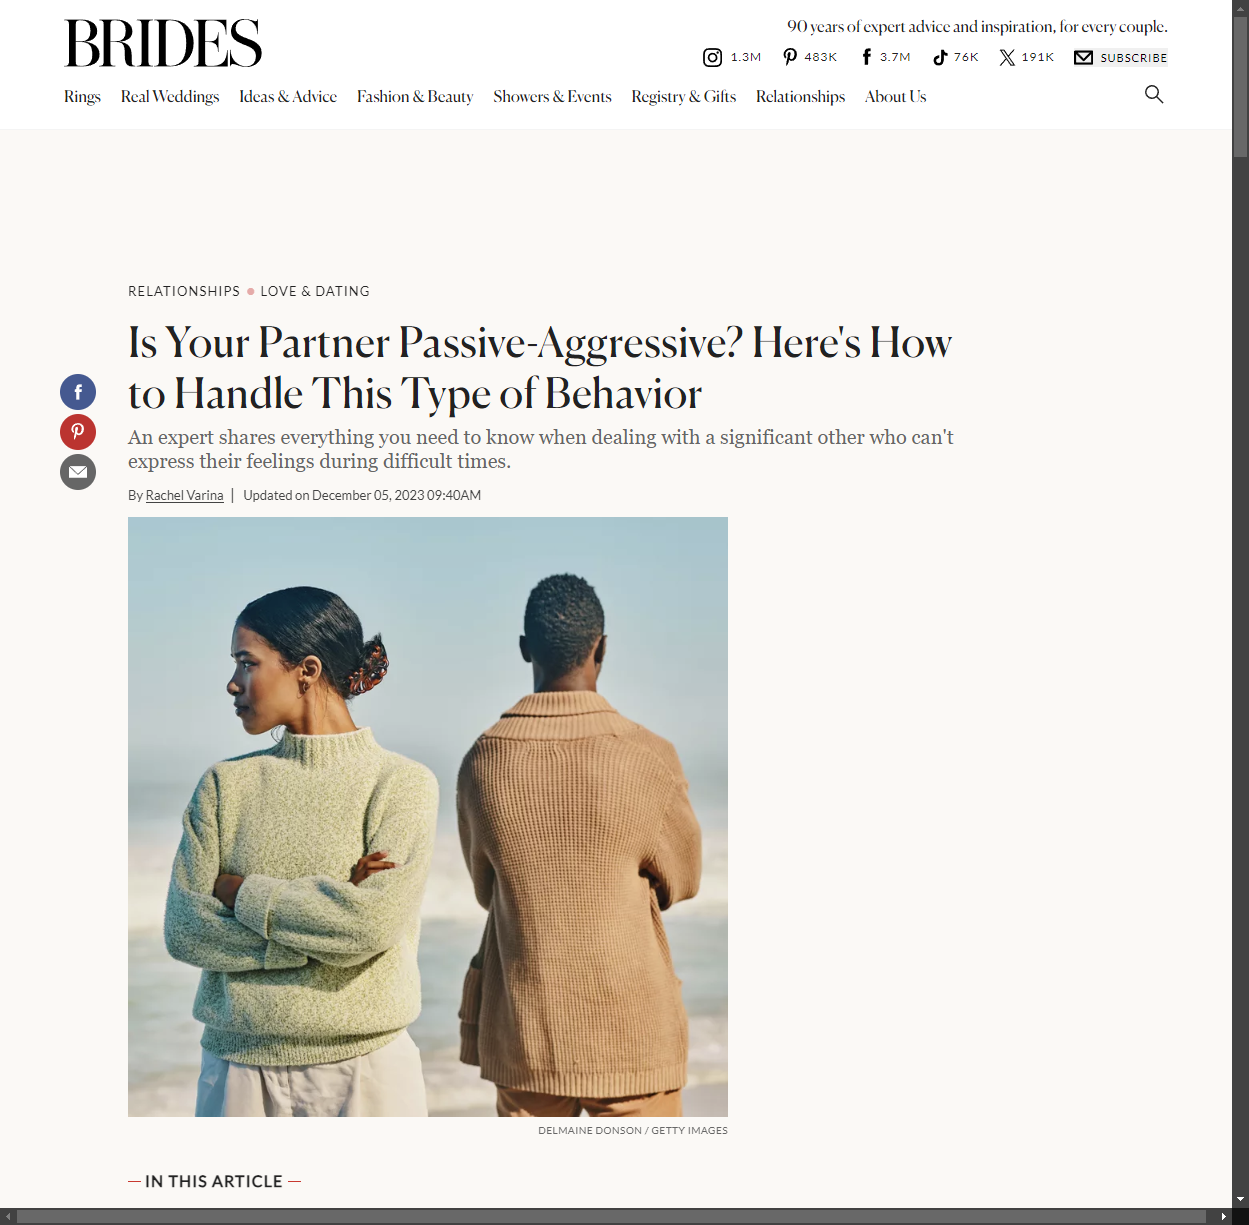 BRIDES
90 years of expert advice and inspiration, for every couple.
1.3M 483K 3.7M 76K 191K SUBSCRIBE
Rings Real Weddings Ideas & Advice Fashion & Beauty Showers & Events Registry & Gifts Relationships About Us
RELATIONSHIPS LOVE & DATING
Is Your Partner Passive-Aggressive? Here's How
to Handle This Type of Behavior
An expert shares everything you need to know when dealing with a significant other who can't
express their feelings during difficult times.
By Rachel Varina | Updated on December 05, 2023 09:40AM
DELMAINE DONSON / GETTY IMAGES
— IN THIS ARTICLE —